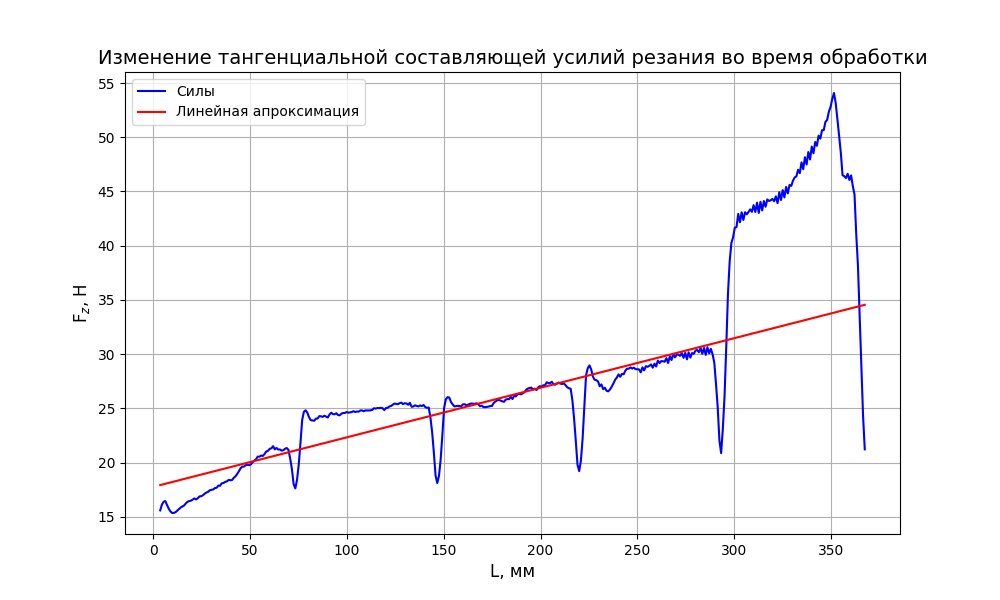 Изменение тангенциальной составляющей усилий резания во время обработки
Силы
Линейная апроксимация
55
50
45
40
35
30
25
20
15
F_z, Н
0 50 100 150 200 250 300 350
L, мм